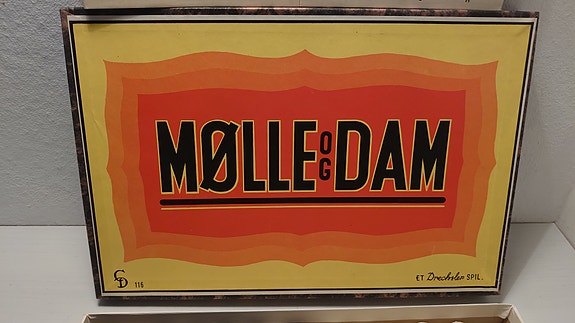 MØLLE OG DAM
CD 116
ET Drechsler SPIL.